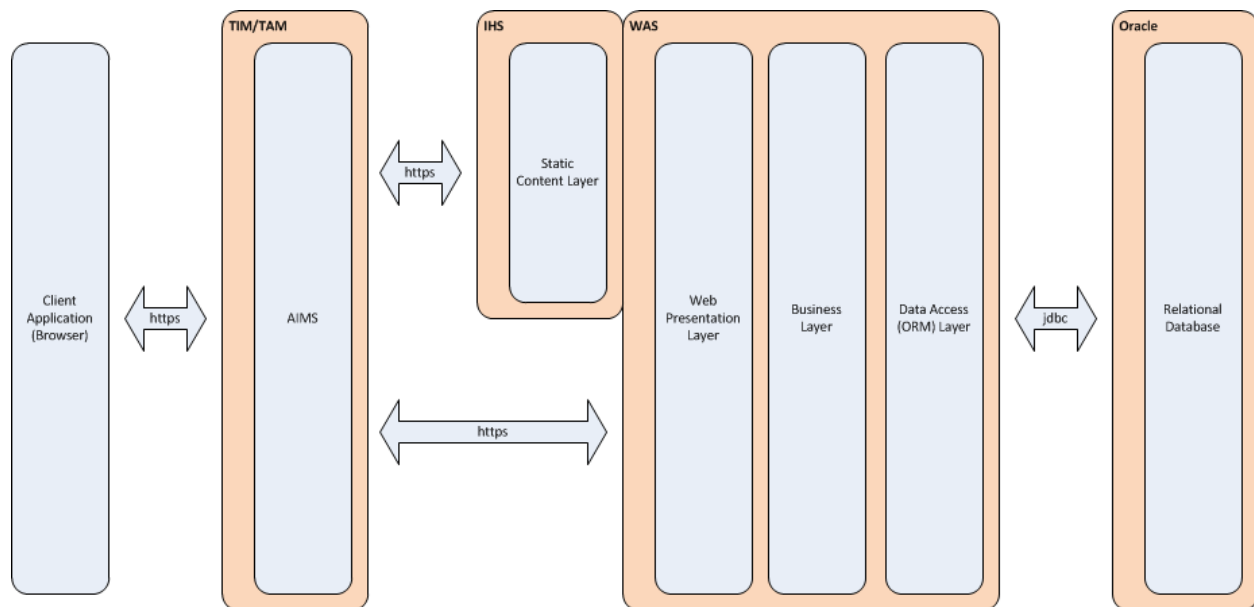 TIM/TAM
IHS
WAS
Oracle
Client
Application
(Browser)
https
AIMS
https
https
Static
Content Layer
Web
Presentation
Layer
Business
Layer
Data Access
(ORM) Layer
jdbc
Relational
Database